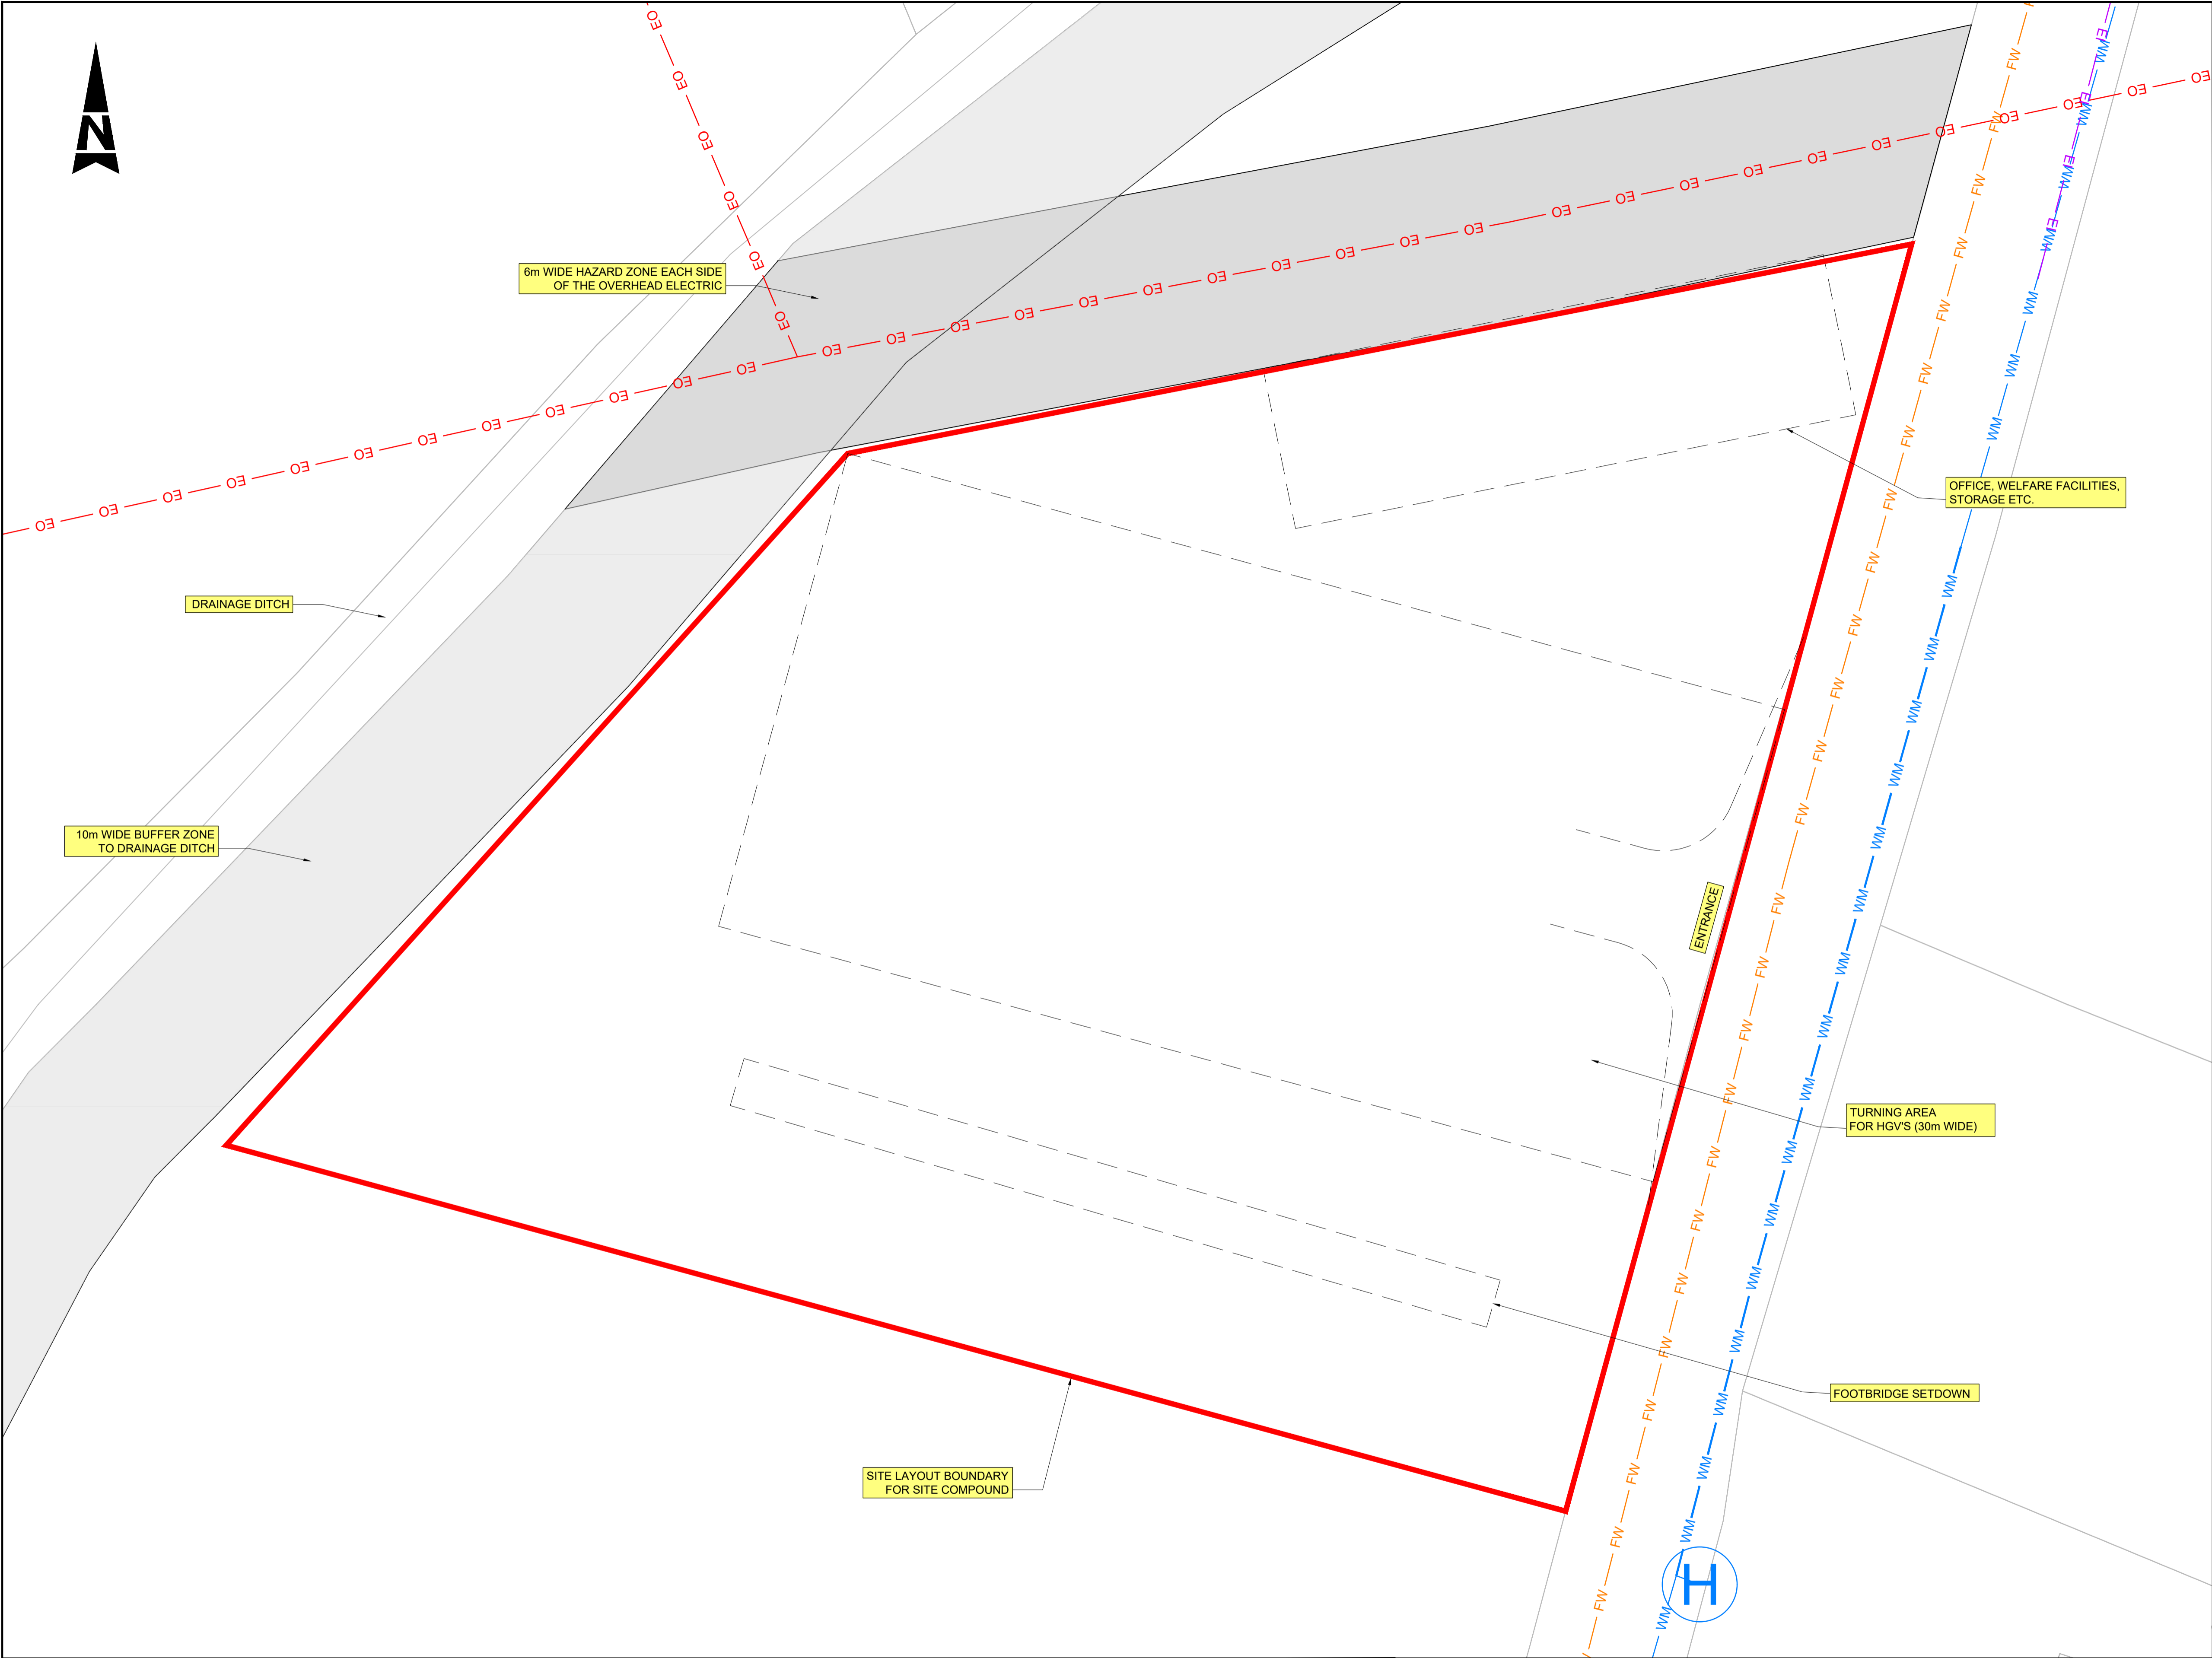 N
6m WIDE HAZARD ZONE EACH SIDE
OF THE OVERHEAD ELECTRIC
OFFICE, WELFARE FACILITIES,
STORAGE ETC.
DRAINAGE DITCH
10m WIDE BUFFER ZONE
TO DRAINAGE DITCH
ENTRANCE
TURNING AREA
FOR HGV'S (30m WIDE)
FOOTBRIDGE SETDOWN
SITE LAYOUT BOUNDARY
FOR SITE COMPOUND
EO
FW
WM
H